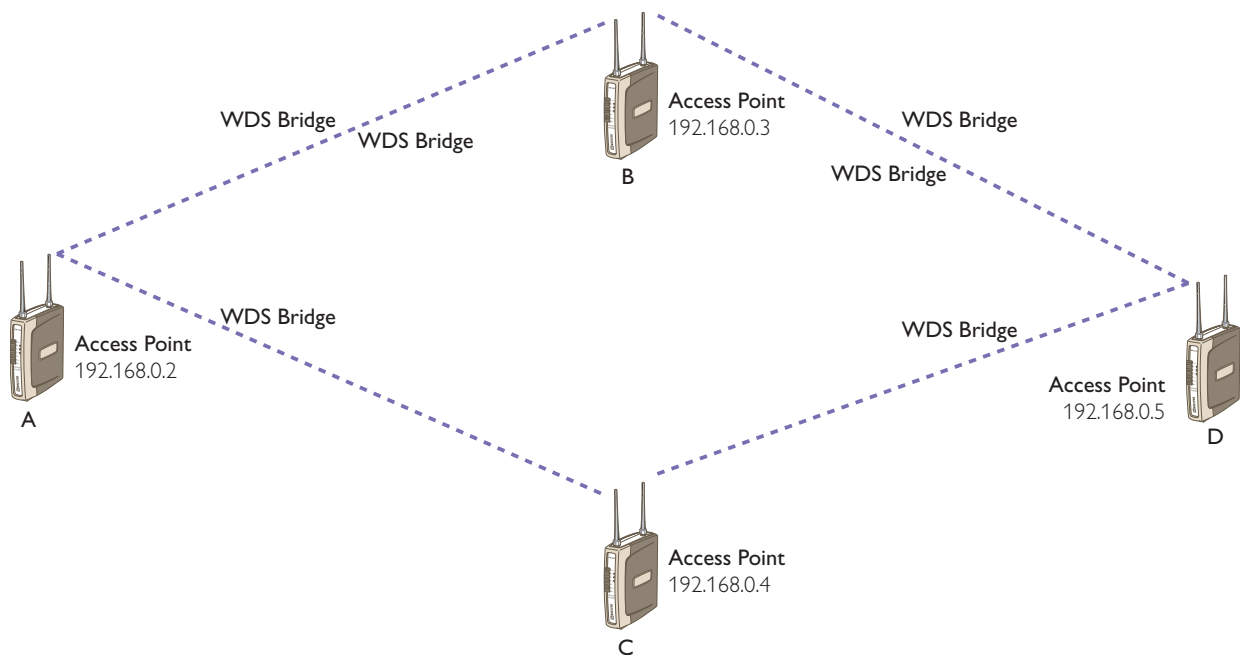 WDS Bridge
WDS Bridge
Access Point
192.168.0.3
B
WDS Bridge
WDS Bridge
WDS Bridge
Access Point
192.168.0.2
A
WDS Bridge
Access Point
192.168.0.5
D
Access Point
192.168.0.4
C